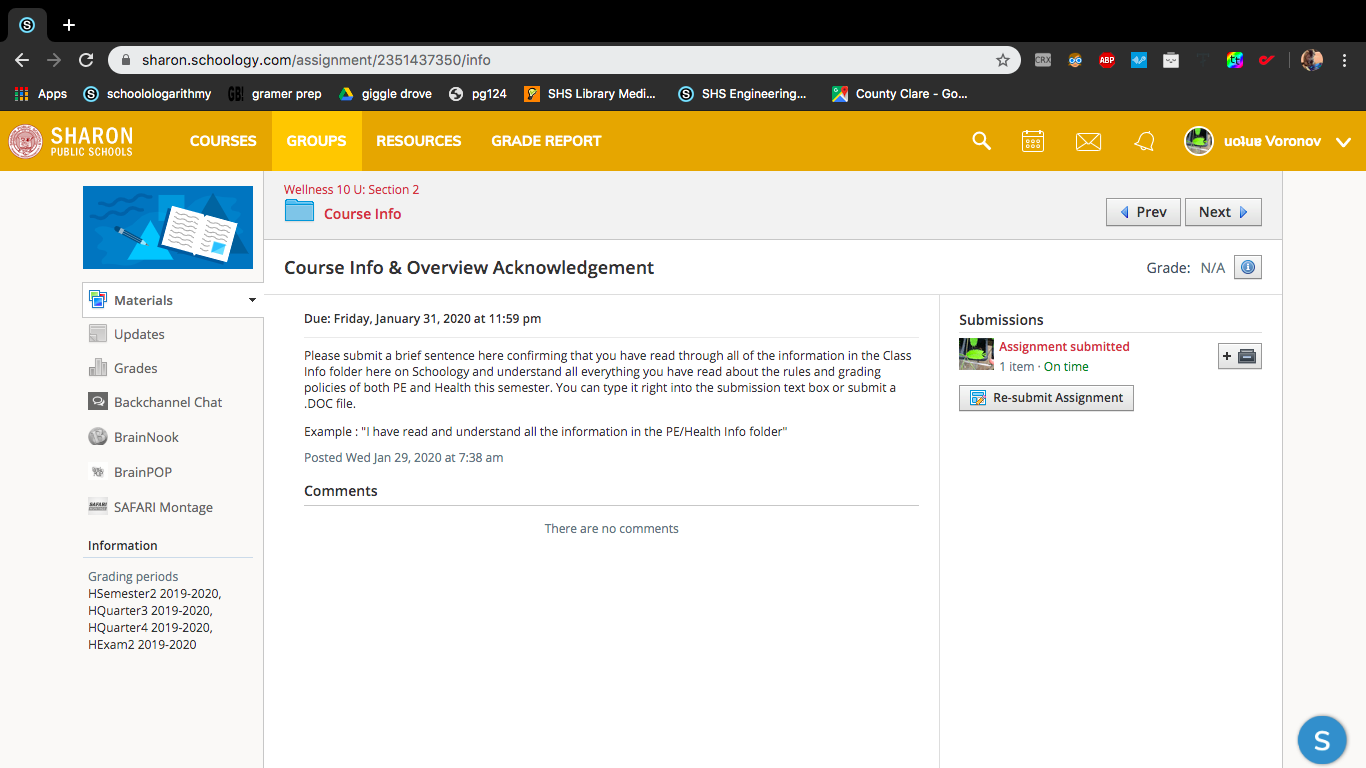 S
sharon.schoology.com/assignment/2351437350/info
CRX
ABP
Apps
schoolologarithmy
GB!
gramer prep
giggle drove
pg124
SHS Library Medi...
SHS Engineering...
County Clare - Go...
SHARON
PUBLIC SCHOOLS
COURSES
GROUPS
RESOURCES
GRADE REPORT
uoʇuɐ Voronov
Wellness 10 U: Section 2
Course Info
Prev
Next
Course Info & Overview Acknowledgement
Grade: N/A
Materials
Updates
Grades
Backchannel Chat
BrainNook
BrainPOP
SAFARI Montage
Information
Grading periods
HSemester2 2019-2020,
HQuarter3 2019-2020,
HQuarter4 2019-2020,
HExam2 2019-2020
Due: Friday, January 31, 2020 at 11:59 pm
Please submit a brief sentence here confirming that you have read through all of the information in the Class
Info folder here on Schoology and understand all everything you have read about the rules and grading
policies of both PE and Health this semester. You can type it right into the submission text box or submit a
.DOC file.
Example : "I have read and understand all the information in the PE/Health Info folder"
Posted Wed Jan 29, 2020 at 7:38 am
Comments
There are no comments
Submissions
Assignment submitted
1 item · On time
Re-submit Assignment
S